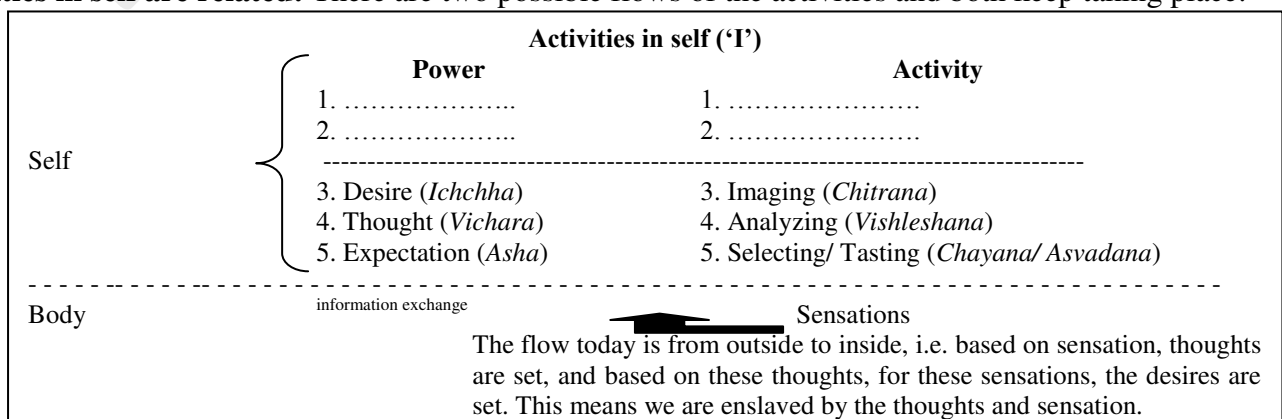 ties in self are related. There are two possible flows of the activities and both keep taking place.
Activities in self (‘I’)
Power Activity
1. ……………….. 1. ………………….
2. ……………….. 2. ………………….
Self --------------------------------------------------------------------------------------
3. Desire (Ichchha) 3. Imaging (Chitrana)
4. Thought (Vichara) 4. Analyzing (Vishleshana)
5. Expectation (Asha) 5. Selecting/ Tasting (Chayana/ Asvadana)
Body information exchange Sensations
The flow today is from outside to inside, i.e. based on sensation, thoughts
are set, and based on these thoughts, for these sensations, the desires are
set. This means we are enslaved by the thoughts and sensation.